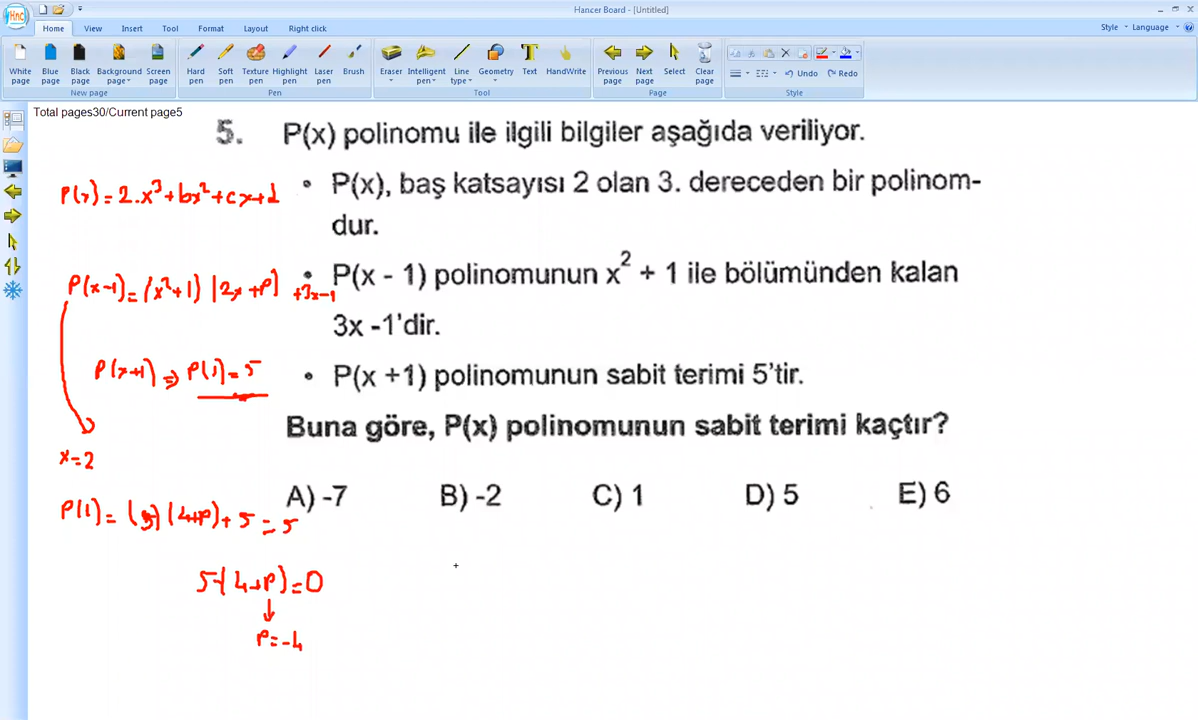 Hancer Board - [Untitled]
Home View Insert Tool Format Layout Right click Style Language
White page Blue page Black page Background page Screen page Hard pen Soft pen Texture pen Highlight pen Laser pen Brush Eraser Intelligent pen Line type Geometry Text HandWrite Previous page Next page Select Clear page Undo Redo
New page Pen Tool Page Style
Total pages30/Current page5
5. P(x) polinomu ile ilgili bilgiler aşağıda veriliyor.
P(x) = 2.x³+bx²+cx+d
• P(x), baş katsayısı 2 olan 3. dereceden bir polinom-
dur.
P(x-1) = (x²+1) (2x+p) +3x-1
• P(x - 1) polinomunun x² + 1 ile bölümünden kalan
3x -1'dir.
P(x+1) ⇒ P(1) = 5
• P(x +1) polinomunun sabit terimi 5'tir.
Buna göre, P(x) polinomunun sabit terimi kaçtır?
x=2
A) -7 B) -2 C) 1 D) 5 E) 6
P(1) = (5) (4+p) + 5 = 5
5.(4+p)=0
↓
p=-4